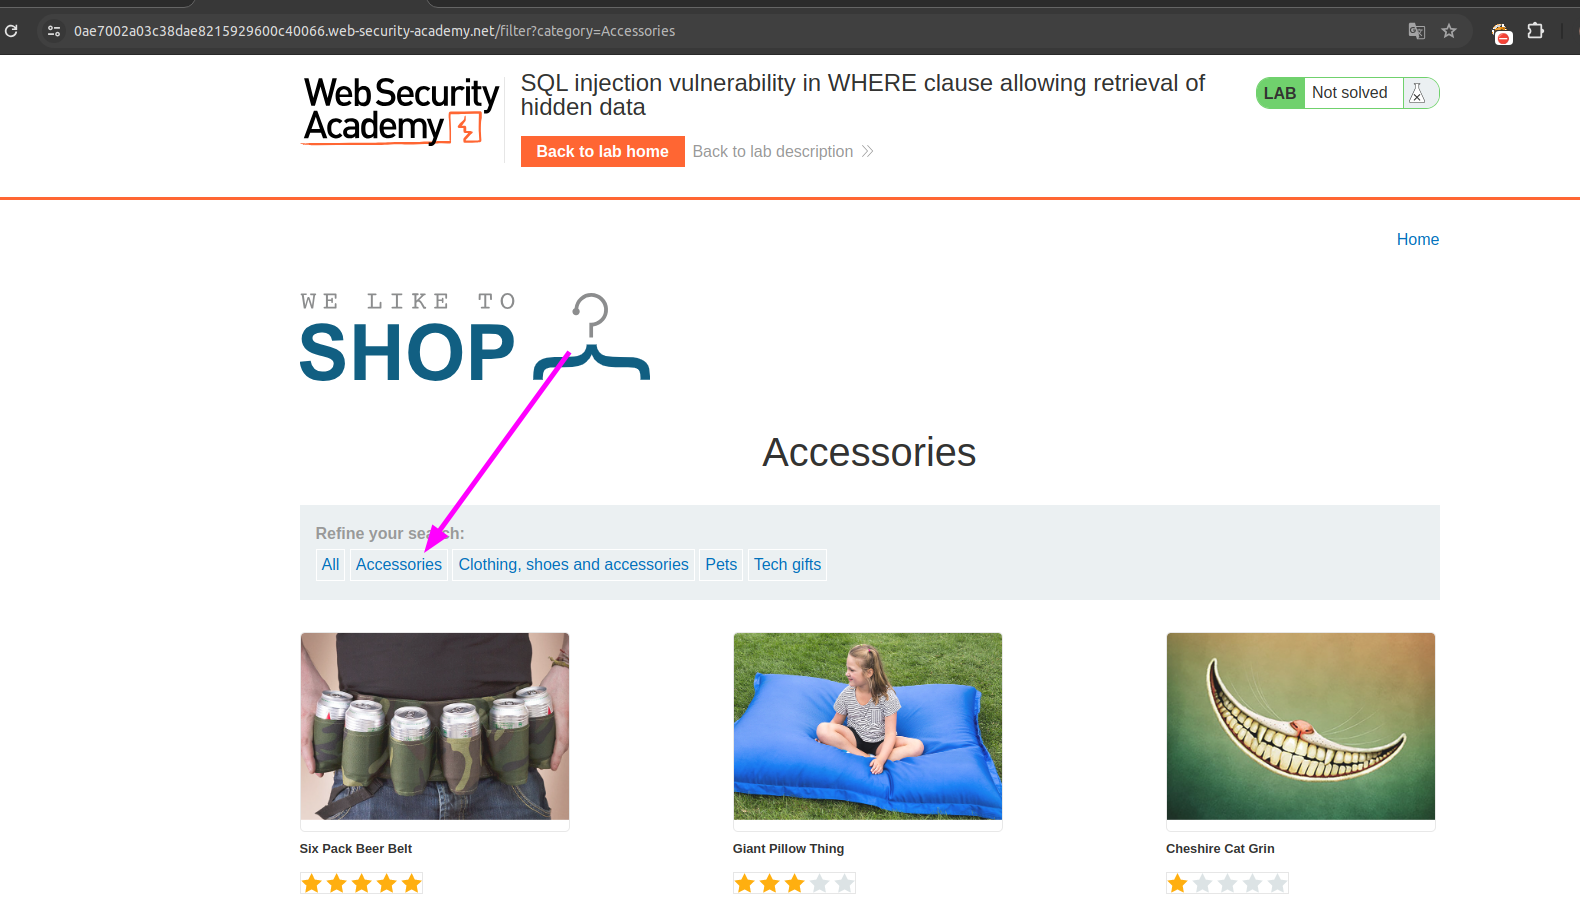 0ae7002a03c38dae8215929600c40066.web-security-academy.net/filter?category=Accessories
WebSecurity
Academy
SQL injection vulnerability in WHERE clause allowing retrieval of
hidden data
Back to lab home
Back to lab description
LAB
Not solved
Home
WE LIKE TO
SHOP
Accessories
Refine your search:
All
Accessories
Clothing, shoes and accessories
Pets
Tech gifts
Six Pack Beer Belt
Giant Pillow Thing
Cheshire Cat Grin